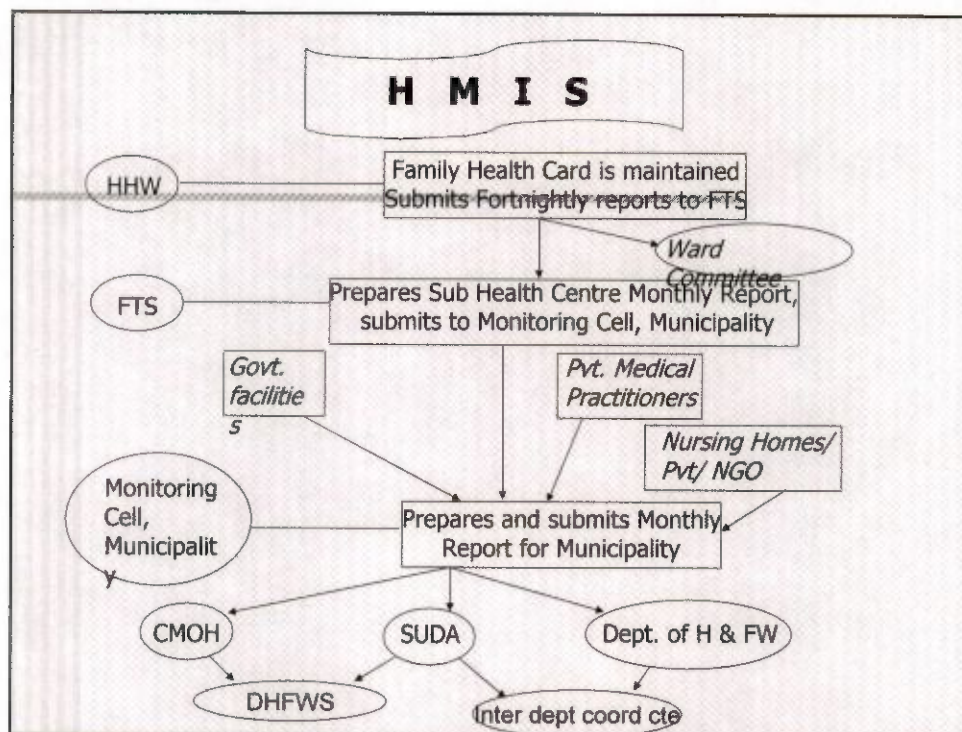 H M I S
HHW
Family Health Card is maintained
Submits Fortnightly reports to FTS
Ward
Committee
FTS
Prepares Sub Health Centre Monthly Report,
submits to Monitoring Cell, Municipality
Govt.
facilitie
s
Pvt. Medical
Practitioners
Nursing Homes/
Pvt/ NGO
Monitoring
Cell,
Municipalit
y
Prepares and submits Monthly
Report for Municipality
CMOH
SUDA
Dept. of H & FW
DHFWS
Inter dept coord cte